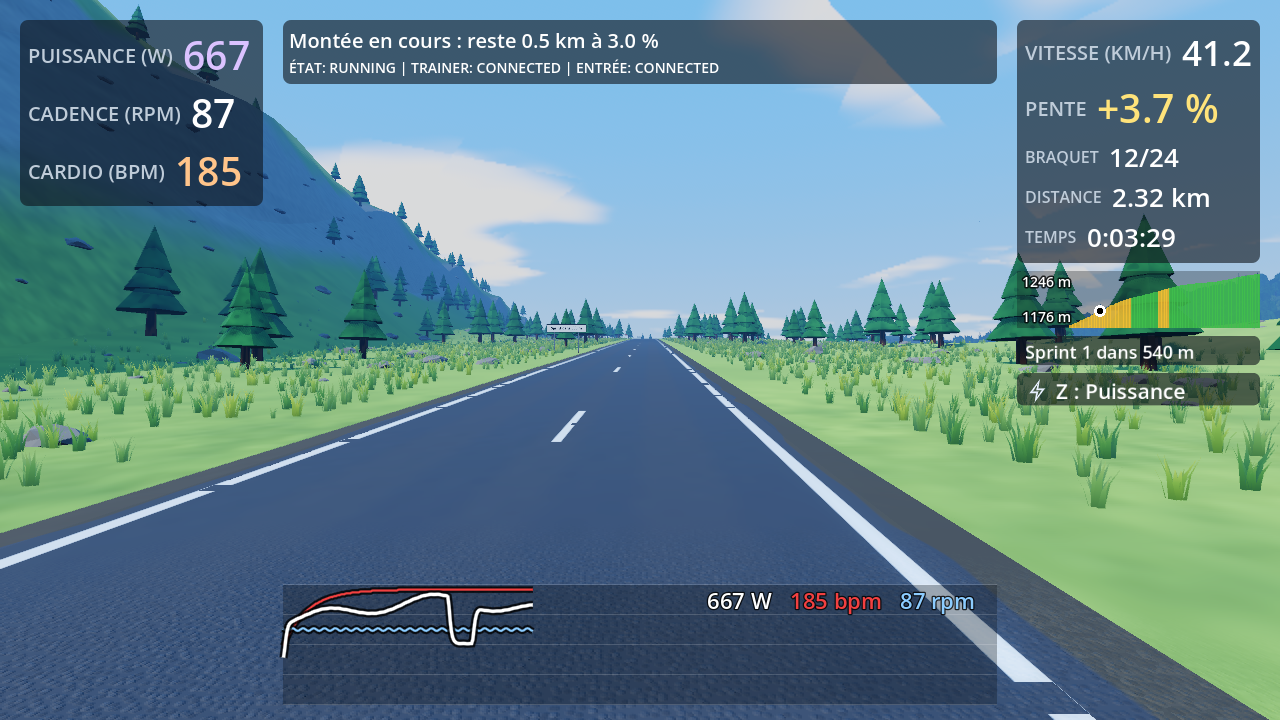 PUISSANCE (W) 667
CADENCE (RPM) 87
CARDIO (BPM) 185
Montée en cours : reste 0.5 km à 3.0 %
ÉTAT: RUNNING | TRAINER: CONNECTED | ENTRÉE: CONNECTED
VITESSE (KM/H) 41.2
PENTE +3.7 %
BRAQUET 12/24
DISTANCE 2.32 km
TEMPS 0:03:29
1246 m
1176 m
Sprint 1 dans 540 m
Z : Puissance
667 W 185 bpm 87 rpm